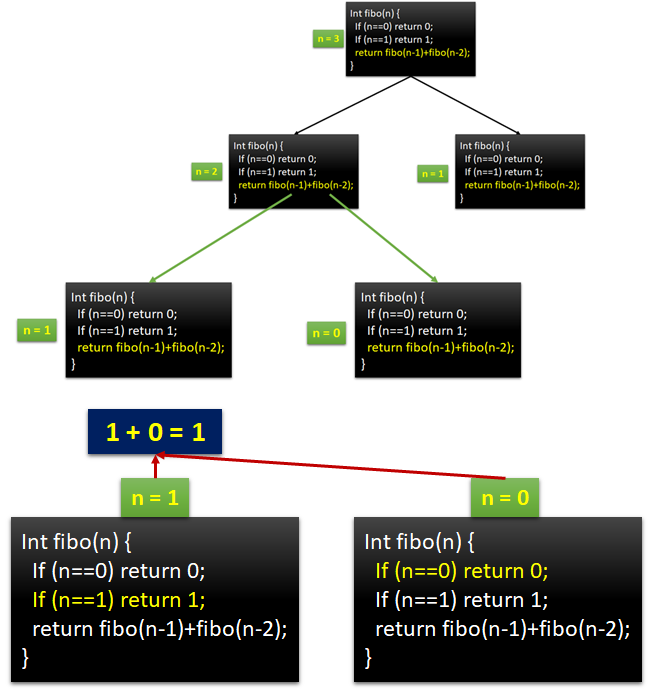 Int fibo(n) {
If (n==0) return 0;
If (n==1) return 1;
return fibo(n-1)+fibo(n-2);
}
n = 3
Int fibo(n) {
If (n==0) return 0;
If (n==1) return 1;
return fibo(n-1)+fibo(n-2);
}
n = 2
Int fibo(n) {
If (n==0) return 0;
If (n==1) return 1;
return fibo(n-1)+fibo(n-2);
}
n = 1
Int fibo(n) {
If (n==0) return 0;
If (n==1) return 1;
return fibo(n-1)+fibo(n-2);
}
n = 1
Int fibo(n) {
If (n==0) return 0;
If (n==1) return 1;
return fibo(n-1)+fibo(n-2);
}
n = 0
1 + 0 = 1
n = 1
Int fibo(n) {
If (n==0) return 0;
If (n==1) return 1;
return fibo(n-1)+fibo(n-2);
}
n = 0
Int fibo(n) {
If (n==0) return 0;
If (n==1) return 1;
return fibo(n-1)+fibo(n-2);
}